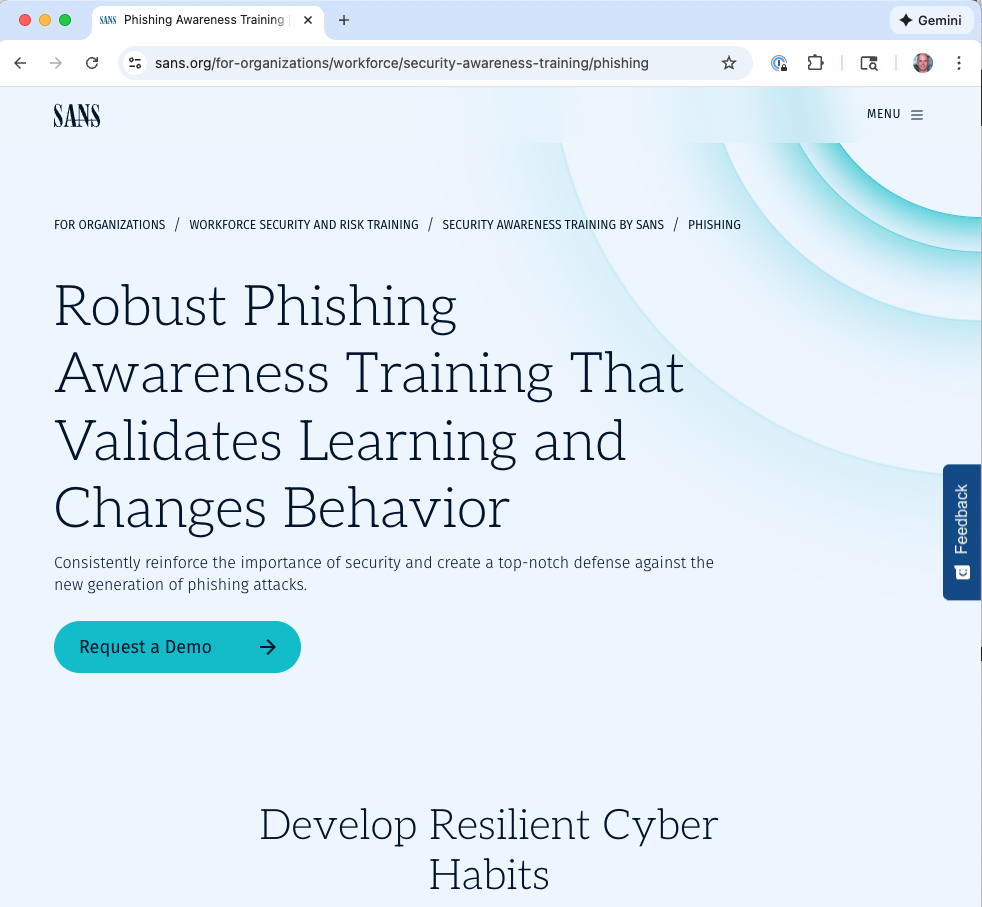 SANS Phishing Awareness Training
Gemini
sans.org/for-organizations/workforce/security-awareness-training/phishing
SANS
MENU
FOR ORGANIZATIONS / WORKFORCE SECURITY AND RISK TRAINING / SECURITY AWARENESS TRAINING BY SANS / PHISHING
Robust Phishing
Awareness Training That
Validates Learning and
Changes Behavior
Consistently reinforce the importance of security and create a top-notch defense against the
new generation of phishing attacks.
Request a Demo
Feedback
Develop Resilient Cyber
Habits